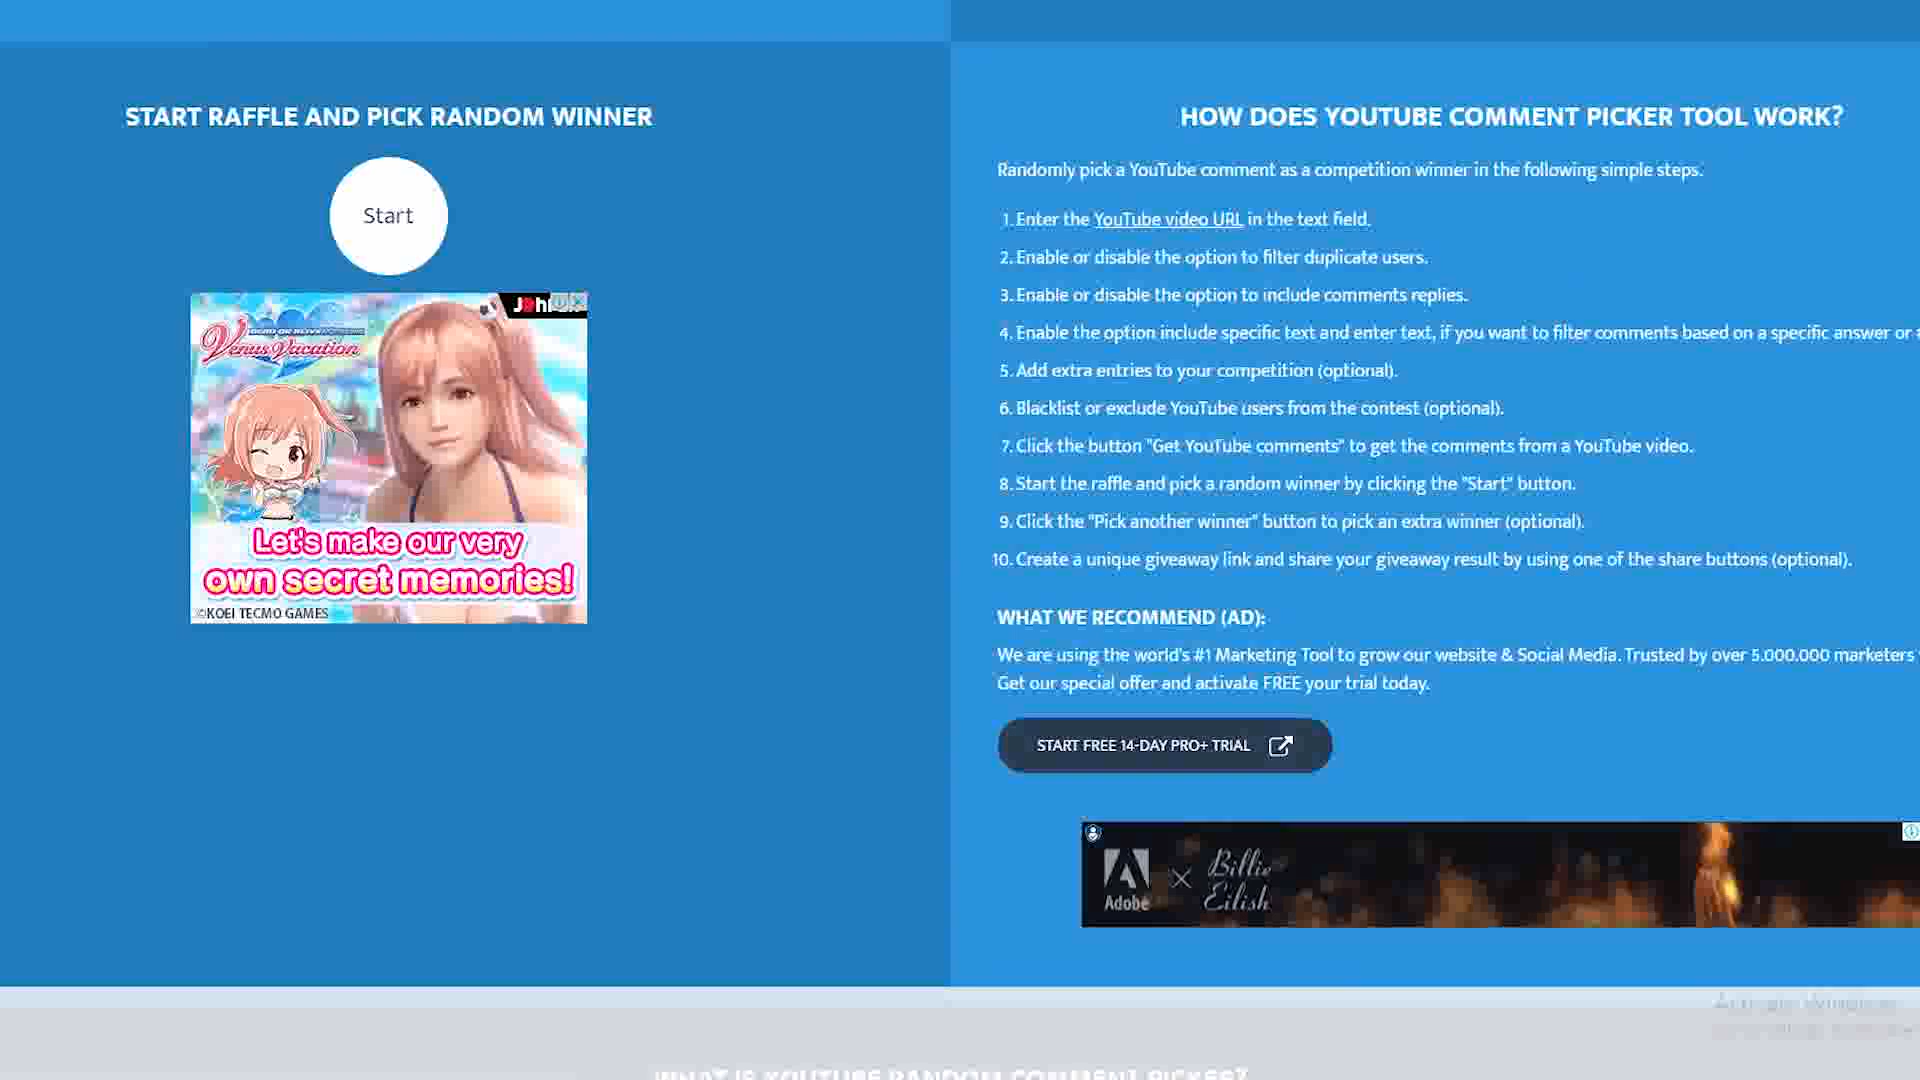 START RAFFLE AND PICK RANDOM WINNER
Start
Venus Vacation
Let's make our very
own secret memories!
©KOEI TECMO GAMES
HOW DOES YOUTUBE COMMENT PICKER TOOL WORK?
Randomly pick a YouTube comment as a competition winner in the following simple steps.
1. Enter the YouTube video URL in the text field.
2. Enable or disable the option to filter duplicate users.
3. Enable or disable the option to include comments replies.
4. Enable the option include specific text and enter text, if you want to filter comments based on a specific answer or
5. Add extra entries to your competition (optional).
6. Blacklist or exclude YouTube users from the contest (optional).
7. Click the button "Get YouTube comments" to get the comments from a YouTube video.
8. Start the raffle and pick a random winner by clicking the "Start" button.
9. Click the "Pick another winner" button to pick an extra winner (optional).
10. Create a unique giveaway link and share your giveaway result by using one of the share buttons (optional).
WHAT WE RECOMMEND (AD):
We are using the world's #1 Marketing Tool to grow our website & Social Media. Trusted by over 5.000.000 marketers
Get our special offer and activate FREE your trial today.
START FREE 14-DAY PRO+ TRIAL
Adobe X Billie Eilish
Activate Windows
WHAT IS YOUTUBE RANDOM COMMENT PICKER?